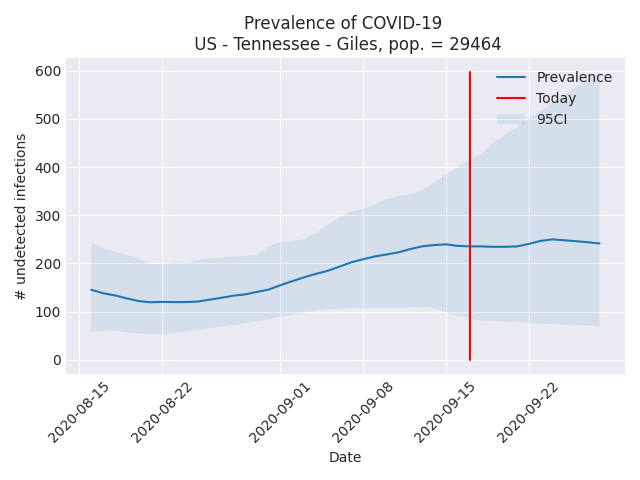 Prevalence of COVID-19
US - Tennessee - Giles, pop. = 29464
# undetected infections
600
500
400
300
200
100
0
Prevalence
Today
95CI
2020-08-15
2020-08-22
2020-09-01
2020-09-08
2020-09-15
2020-09-22
Date